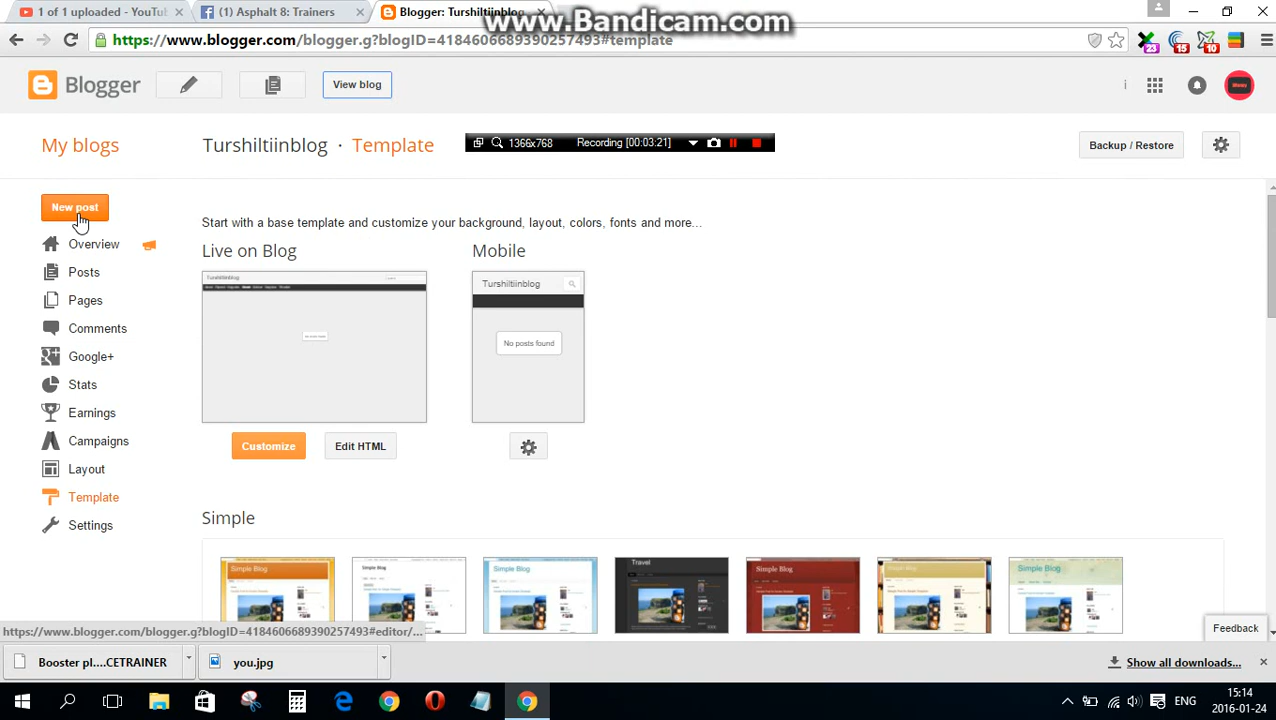 1 of 1 uploaded - YouTu
(1) Asphalt 8: Trainers
Blogger: Turshiltiinblog
www.Bandicam.com
https://www.blogger.com/blogger.g?blogID=4184606689390257493#template
23
15
10
Blogger
View blog
i
My blogs
Turshiltiinblog · Template
1366x768
Recording [00:03:21]
Backup / Restore
New post
Overview
Posts
Pages
Comments
Google+
Stats
Earnings
Campaigns
Layout
Template
Settings
Start with a base template and customize your background, layout, colors, fonts and more...
Live on Blog
Mobile
Turshiltiinblog
Turshiltiinblog
No posts found
Customize
Edit HTML
Simple
Simple Blog
Simple Blog
Simple Blog
Travel
Simple Blog
Simple Blog
Simple Blog
Feedback
https://www.blogger.com/blogger.g?blogID=4184606689390257493#editor/...
Booster pl....CETRAINER
you.jpg
Show all downloads...
ENG
15:14
2016-01-24